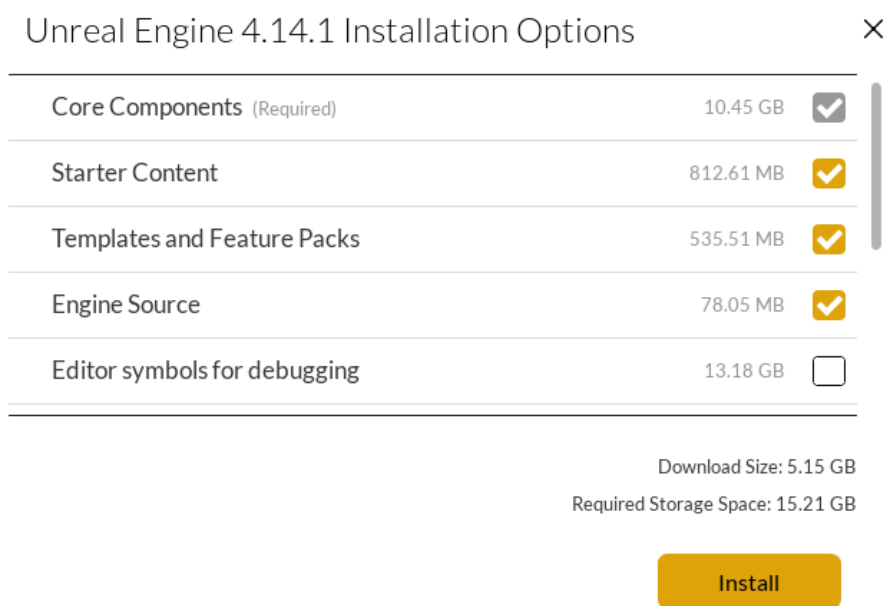 Unreal Engine 4.14.1 Installation Options
Core Components (Required) 10.45 GB
Starter Content 812.61 MB
Templates and Feature Packs 535.51 MB
Engine Source 78.05 MB
Editor symbols for debugging 13.18 GB
Download Size: 5.15 GB
Required Storage Space: 15.21 GB
Install